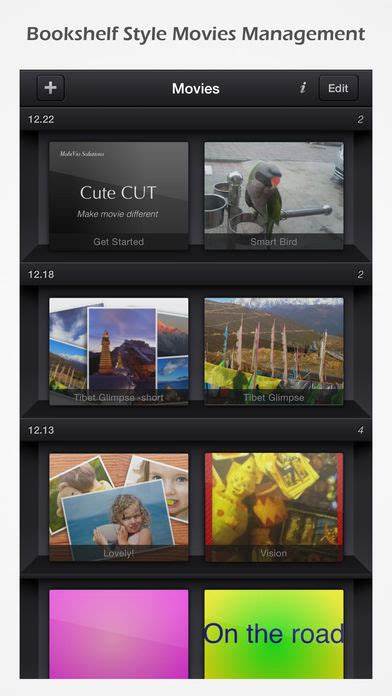 Bookshelf Style Movies Management
+ Movies i Edit
12.22 2
MobiVio Solutions
Cute CUT
Make movie different
Get Started
Smart Bird
12.18 2
Tibet Glimpse -short
Tibet Glimpse
12.13 4
Lovely!
Vision
On the road